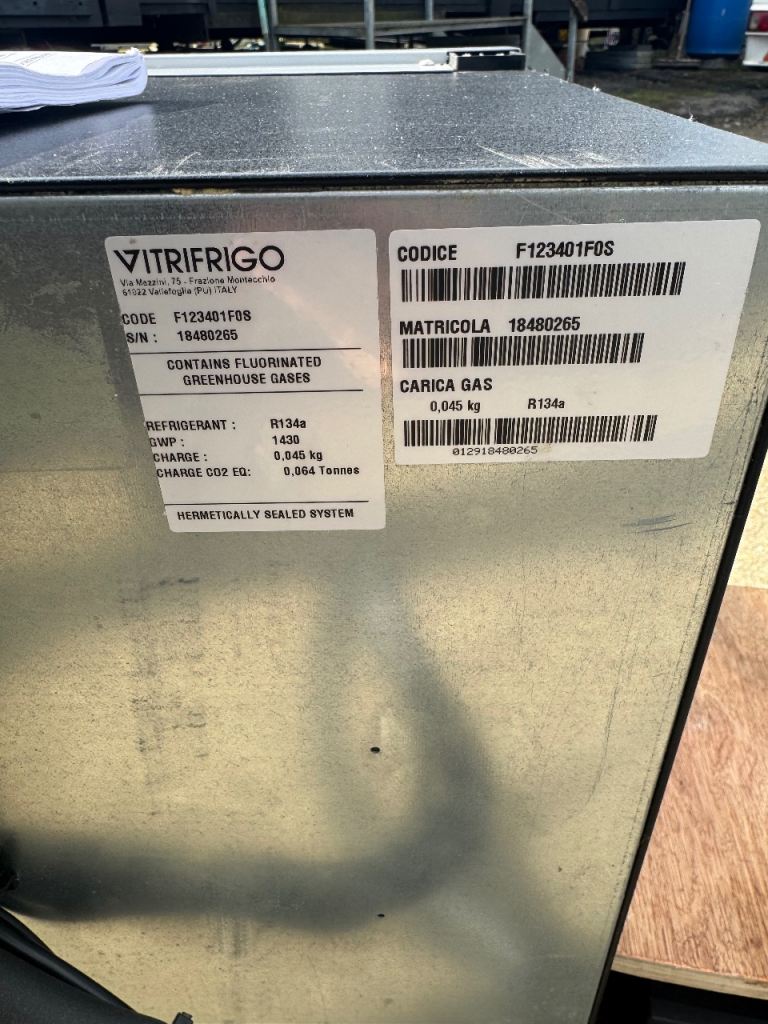 VITRIFRIGO
Via Mazzini, 75 - Frazione Montecchio
61022 Vallefoglia (PU) ITALY
CODE F123401F0S
S/N : 18480265
CONTAINS FLUORINATED
GREENHOUSE GASES
REFRIGERANT : R134a
GWP : 1430
CHARGE : 0,045 kg
CHARGE CO2 EQ: 0,064 Tonnes
HERMETICALLY SEALED SYSTEM
CODICE F123401F0S
MATRICOLA 18480265
CARICA GAS
0,045 kg R134a
012918480265